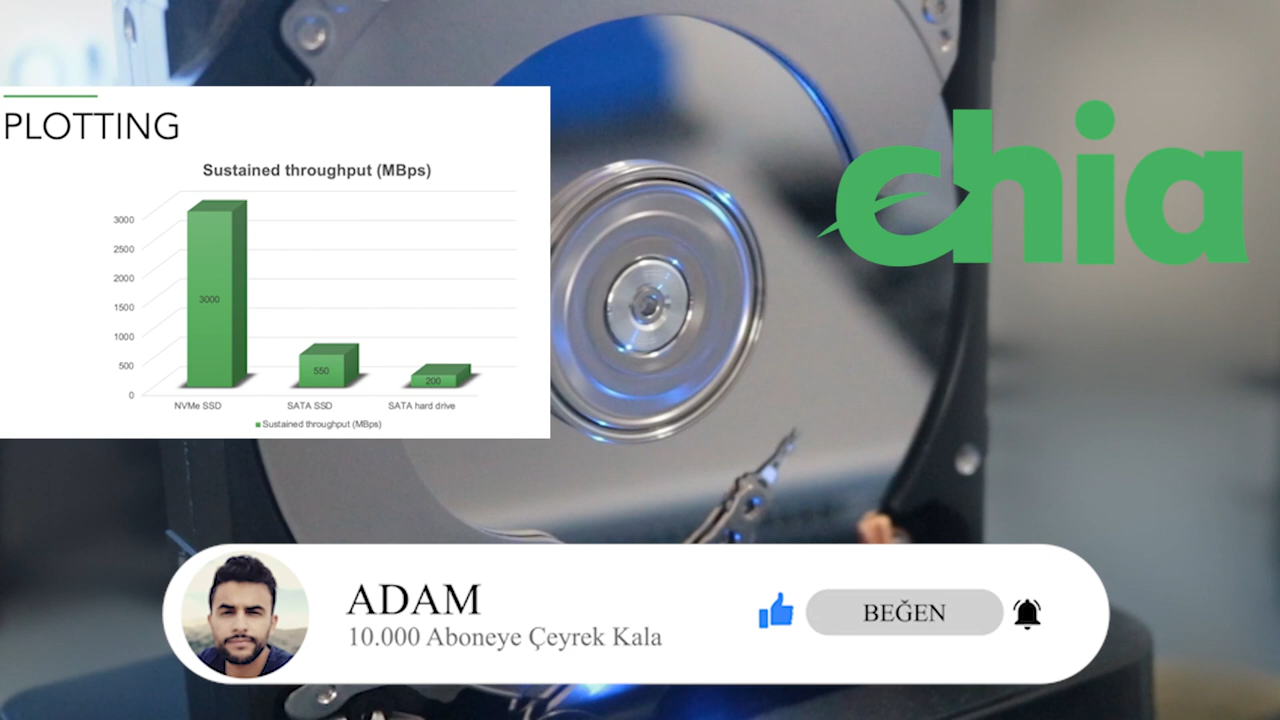 PLOTTING
Sustained throughput (MBps)
3000
2500
2000
1500
1000
500
0
3000
550
200
NVMe SSD
SATA SSD
SATA hard drive
Sustained throughput (MBps)
chia
ADAM
10.000 Aboneye Çeyrek Kala
BEĞEN